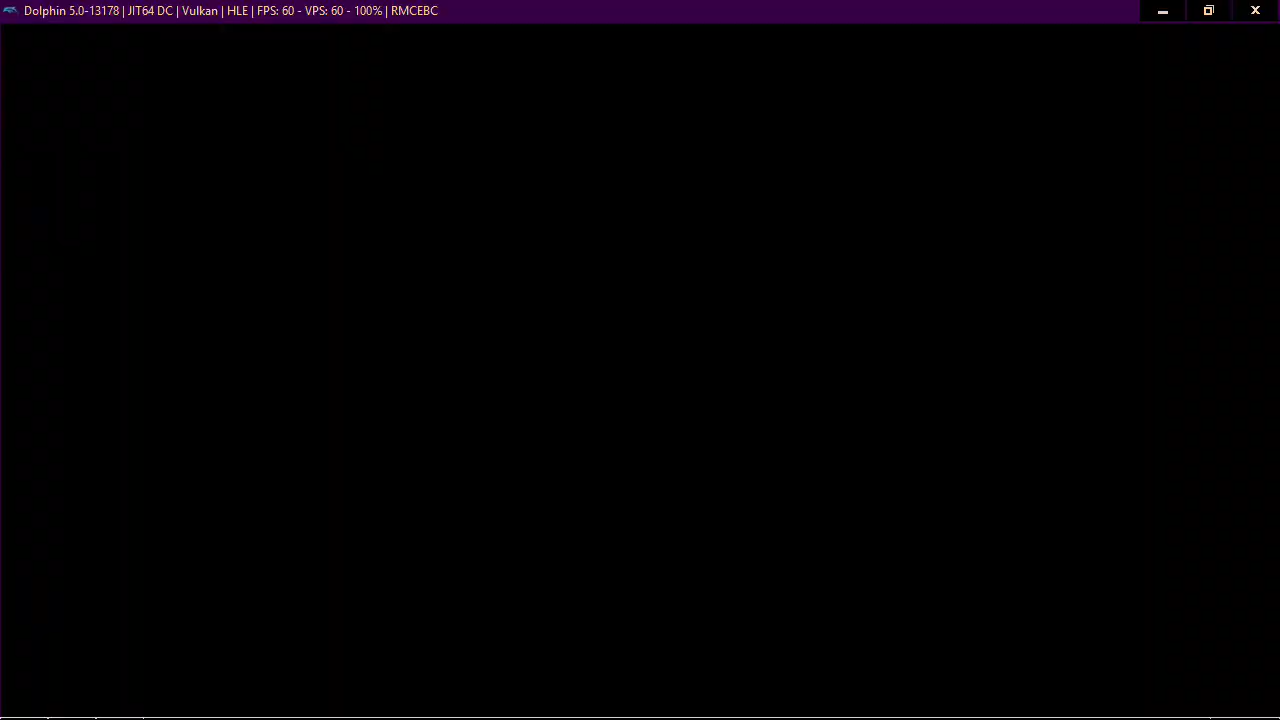 Dolphin 5.0-13178 | JIT64 DC | Vulkan | HLE | FPS: 60 - VPS: 60 - 100% | RMCEBC